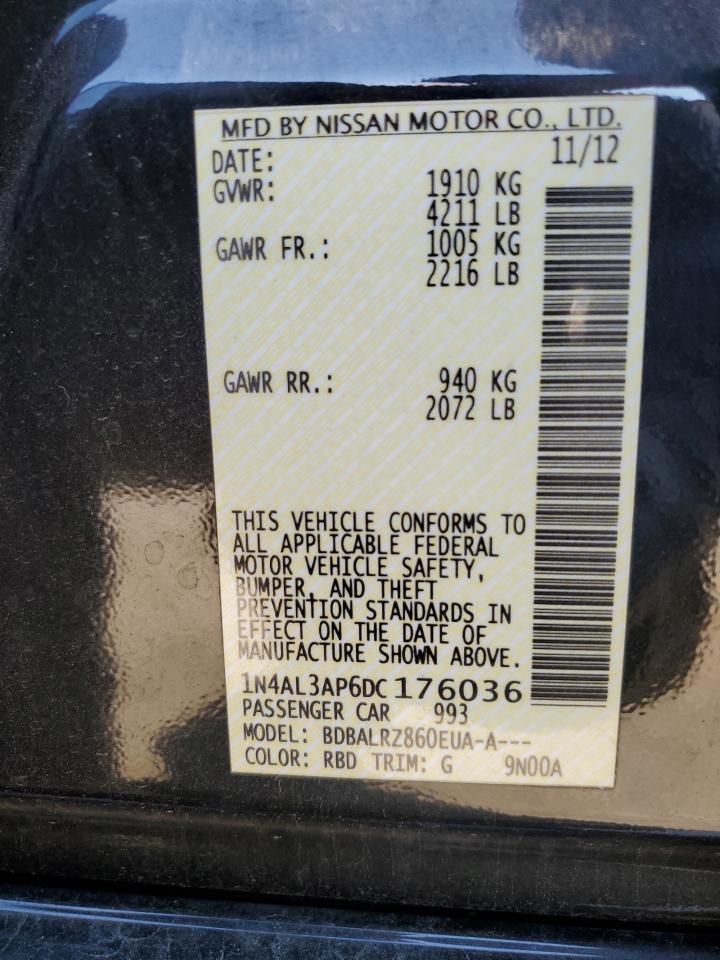 MFD BY NISSAN MOTOR CO., LTD.
DATE: 11/12
GVWR: 1910 KG
4211 LB
GAWR FR.: 1005 KG
2216 LB
GAWR RR.: 940 KG
2072 LB
THIS VEHICLE CONFORMS TO
ALL APPLICABLE FEDERAL
MOTOR VEHICLE SAFETY,
BUMPER, AND THEFT
PREVENTION STANDARDS IN
EFFECT ON THE DATE OF
MANUFACTURE SHOWN ABOVE.
1N4AL3AP6DC176036
PASSENGER CAR 993
MODEL: BDBALRZ860EUA-A---
COLOR: RBD TRIM: G 9N00A